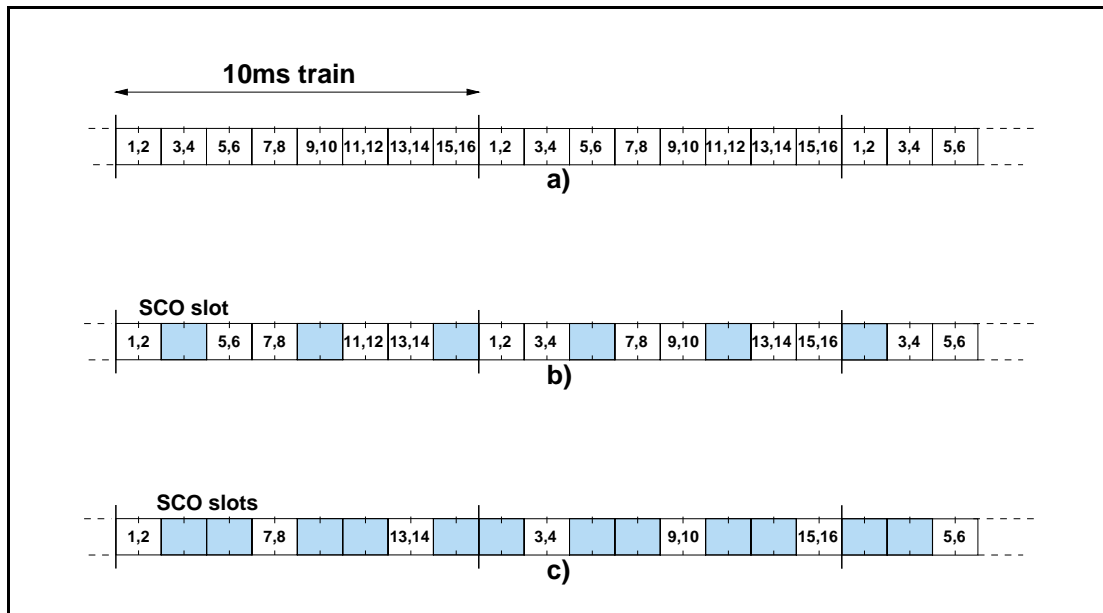 10ms train
1,2 3,4 5,6 7,8 9,10 11,12 13,14 15,16 1,2 3,4 5,6 7,8 9,10 11,12 13,14 15,16 1,2 3,4 5,6
a)
SCO slot
1,2 5,6 7,8 11,12 13,14 1,2 3,4 7,8 9,10 13,14 15,16 3,4 5,6
b)
SCO slots
1,2 7,8 13,14 3,4 9,10 15,16 5,6
c)